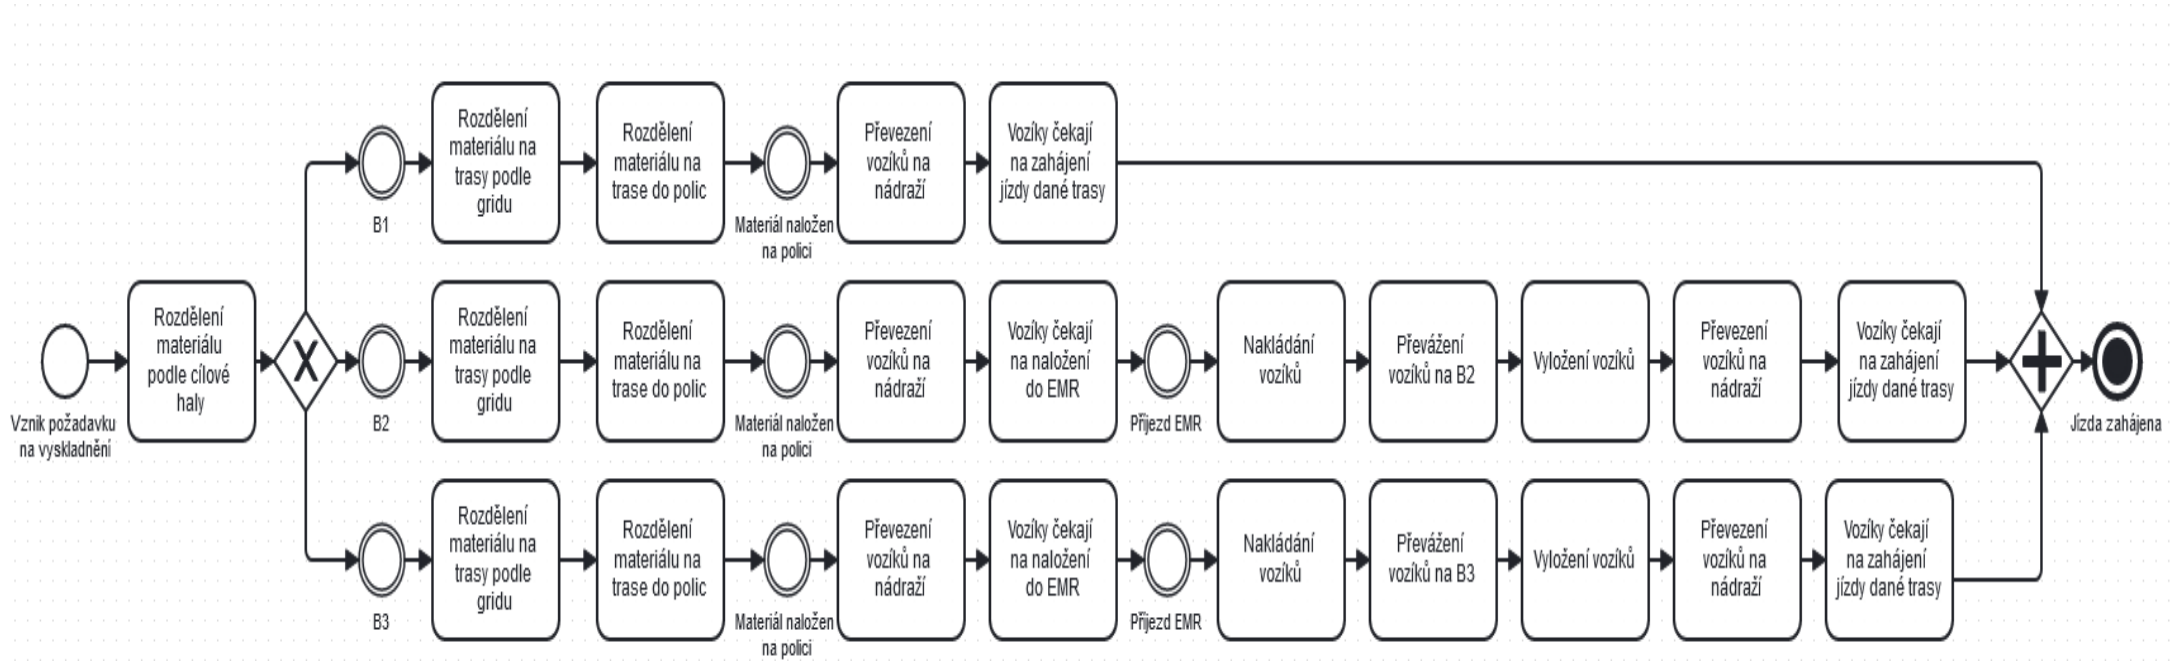 Vznik požadavku
na vyskladnění
Rozdělení
materiálu
podle cílové
haly
X
B1
Rozdělení
materiálu na
trasy podle
gridu
Rozdělení
materiálu na
trase do polic
Materiál naložen
na polici
Převezení
vozíků na
nádraží
Vozíky čekají
na zahájení
jízdy dané trasy
B2
Rozdělení
materiálu na
trasy podle
gridu
Rozdělení
materiálu na
trase do polic
Materiál naložen
na polici
Převezení
vozíků na
nádraží
Vozíky čekají
na naložení
do EMR
Příjezd EMR
Nakládání
vozíků
Převážení
vozíků na B2
Vyložení vozíků
Převezení
vozíků na
nádraží
Vozíky čekají
na zahájení
jízdy dané trasy
B3
Rozdělení
materiálu na
trasy podle
gridu
Rozdělení
materiálu na
trase do polic
Materiál naložen
na polici
Převezení
vozíků na
nádraží
Vozíky čekají
na naložení
do EMR
Příjezd EMR
Nakládání
vozíků
Převážení
vozíků na B3
Vyložení vozíků
Převezení
vozíků na
nádraží
Vozíky čekají
na zahájení
jízdy dané trasy
Jízda zahájena